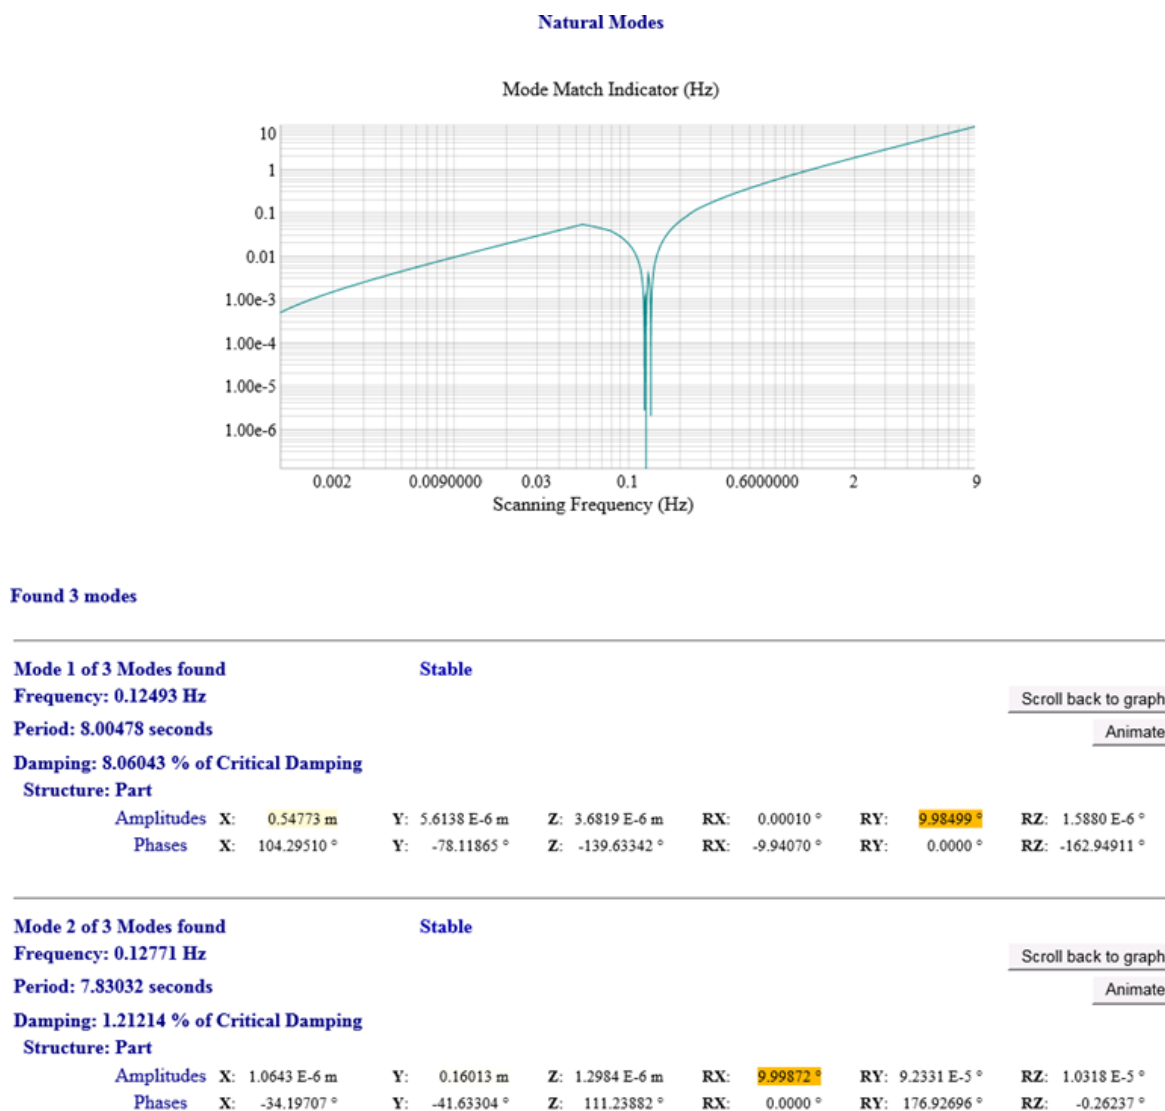 Natural Modes
Mode Match Indicator (Hz)
10
1
0.1
0.01
1.00e-3
1.00e-4
1.00e-5
1.00e-6
0.002 0.0090000 0.03 0.1 0.6000000 2 9
Scanning Frequency (Hz)
Found 3 modes
Mode 1 of 3 Modes found Stable
Frequency: 0.12493 Hz
Scroll back to graph
Period: 8.00478 seconds
Animate
Damping: 8.06043 % of Critical Damping
Structure: Part
Amplitudes X: 0.54773 m Y: 5.6138 E-6 m Z: 3.6819 E-6 m RX: 0.00010 ° RY: 9.98499 ° RZ: 1.5880 E-6 °
Phases X: 104.29510 ° Y: -78.11865 ° Z: -139.63342 ° RX: -9.94070 ° RY: 0.0000 ° RZ: -162.94911 °
Mode 2 of 3 Modes found Stable
Frequency: 0.12771 Hz
Scroll back to graph
Period: 7.83032 seconds
Animate
Damping: 1.21214 % of Critical Damping
Structure: Part
Amplitudes X: 1.0643 E-6 m Y: 0.16013 m Z: 1.2984 E-6 m RX: 9.99872 ° RY: 9.2331 E-5 ° RZ: 1.0318 E-5 °
Phases X: -34.19707 ° Y: -41.63304 ° Z: 111.23882 ° RX: 0.0000 ° RY: 176.92696 ° RZ: -0.26237 °